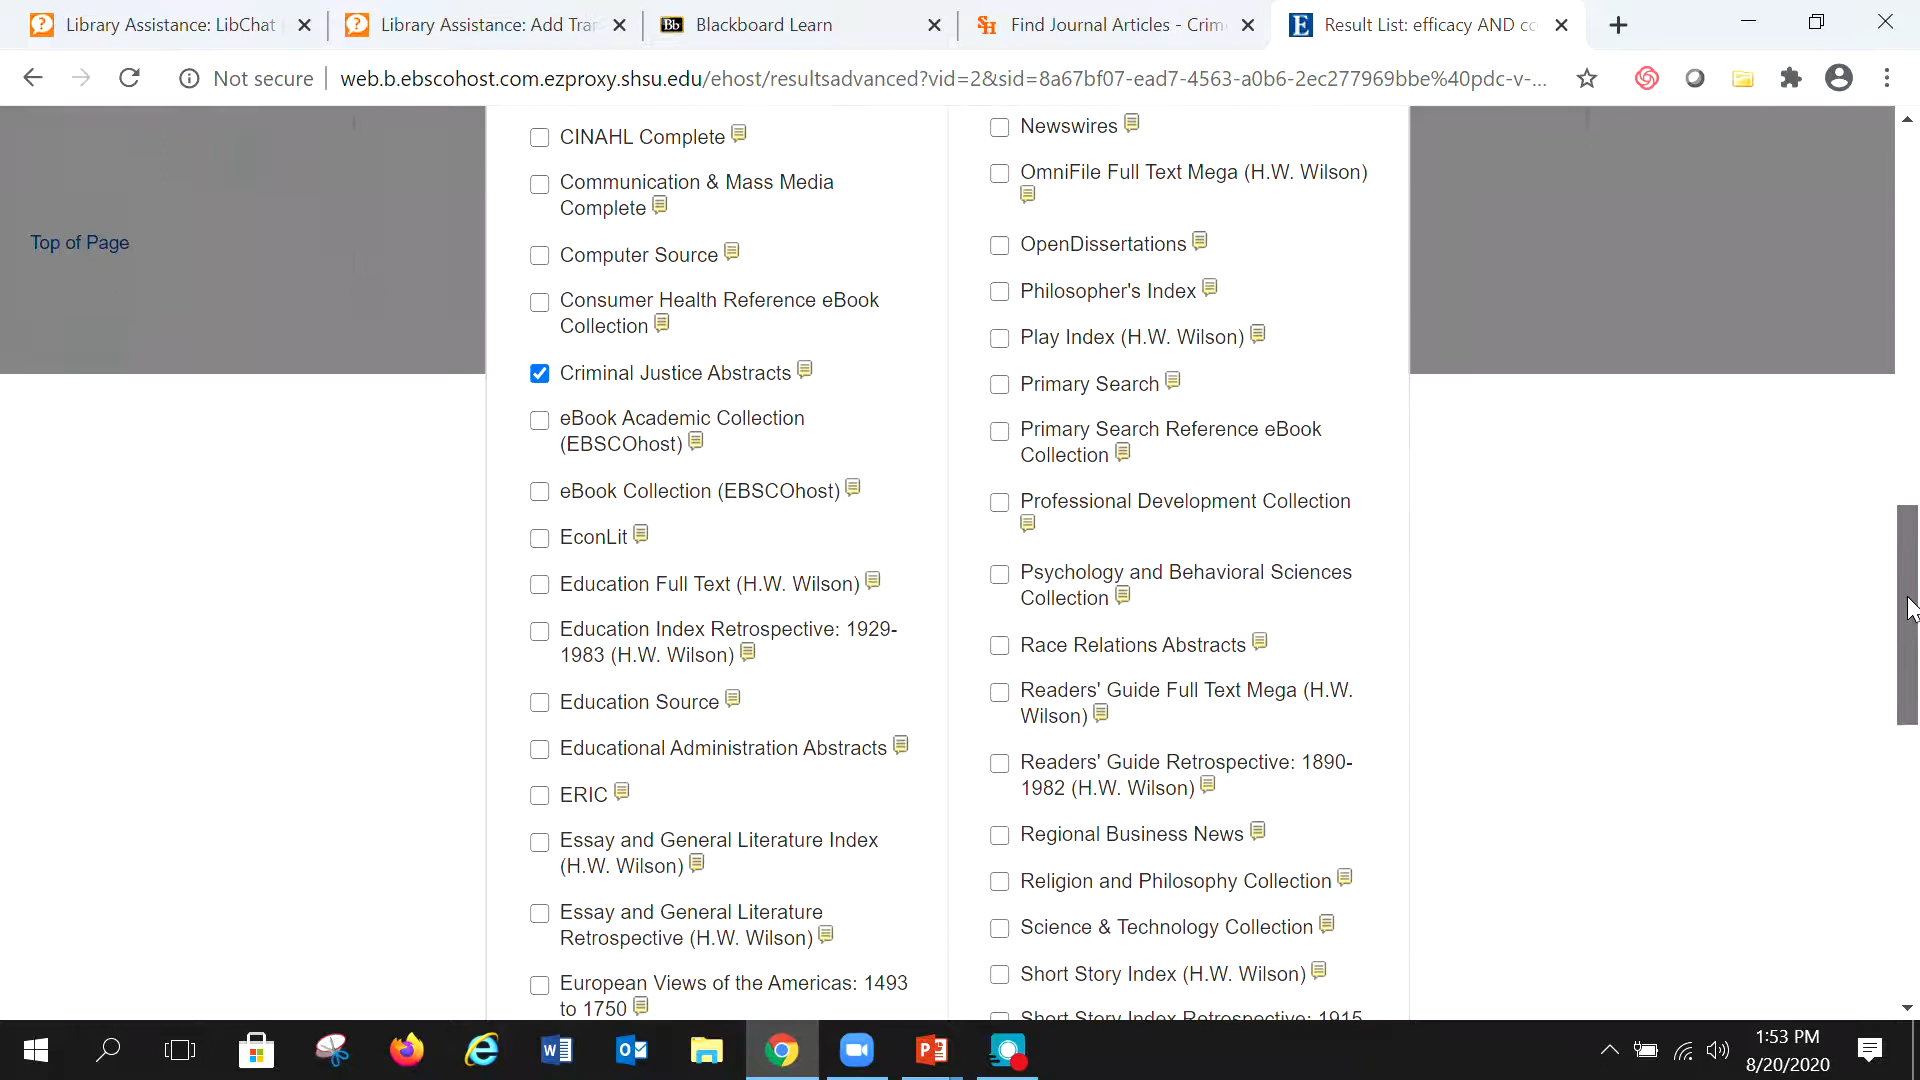 Library Assistance: LibChat
Library Assistance: Add Tra
Bb
Blackboard Learn
SH
Find Journal Articles - Crim
E
Result List: efficacy AND co
Not secure
web.b.ebscohost.com.ezproxy.shsu.edu/ehost/resultsadvanced?vid=2&sid=8a67bf07-ead7-4563-a0b6-2ec277969bbe%40pdc-v-...
Top of Page
CINAHL Complete
Communication & Mass Media
Complete
Computer Source
Consumer Health Reference eBook
Collection
Criminal Justice Abstracts
eBook Academic Collection
(EBSCOhost)
eBook Collection (EBSCOhost)
EconLit
Education Full Text (H.W. Wilson)
Education Index Retrospective: 1929-
1983 (H.W. Wilson)
Education Source
Educational Administration Abstracts
ERIC
Essay and General Literature Index
(H.W. Wilson)
Essay and General Literature
Retrospective (H.W. Wilson)
European Views of the Americas: 1493
to 1750
Newswires
OmniFile Full Text Mega (H.W. Wilson)
OpenDissertations
Philosopher's Index
Play Index (H.W. Wilson)
Primary Search
Primary Search Reference eBook
Collection
Professional Development Collection
Psychology and Behavioral Sciences
Collection
Race Relations Abstracts
Readers' Guide Full Text Mega (H.W.
Wilson)
Readers' Guide Retrospective: 1890-
1982 (H.W. Wilson)
Regional Business News
Religion and Philosophy Collection
Science & Technology Collection
Short Story Index (H.W. Wilson)
Short Story Index Retrospective: 1915
1:53 PM
8/20/2020